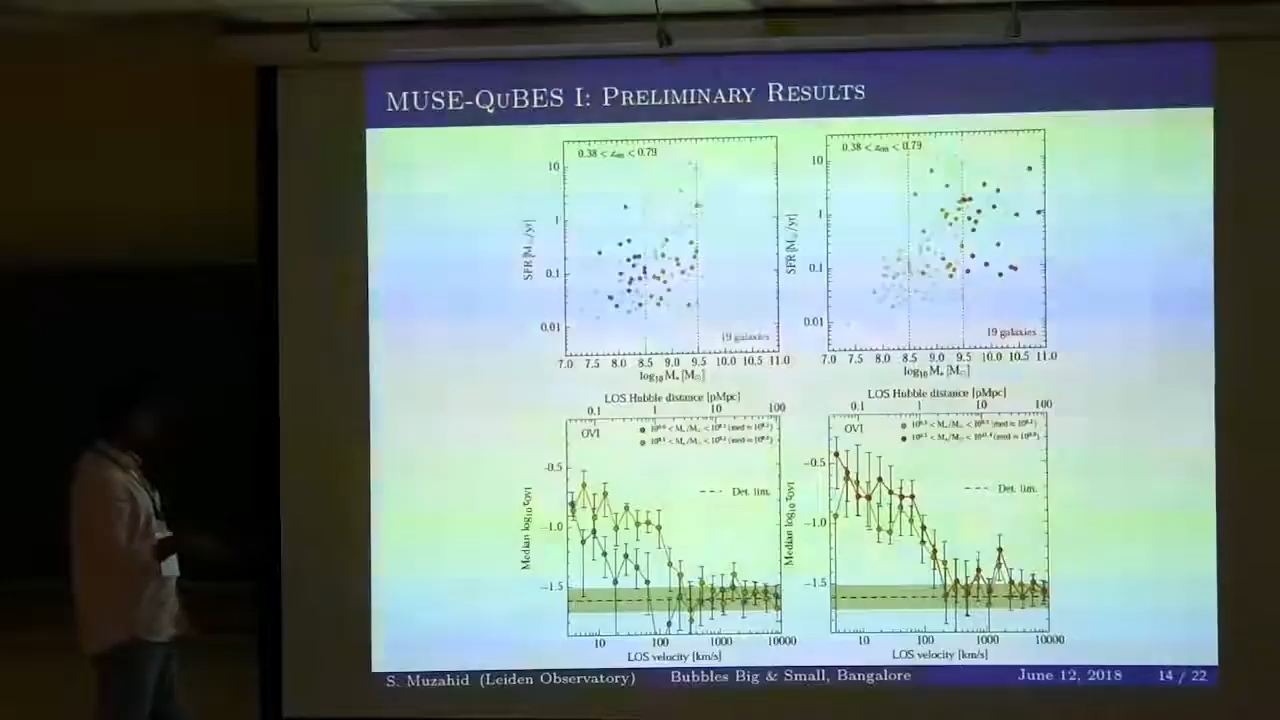 MUSE-QuBES I: Preliminary Results
0.38 < z_em < 0.79
10
1
0.1
0.01
SFR [M☉/yr]
19 galaxies
7.0 7.5 8.0 8.5 9.0 9.5 10.0 10.5 11.0
log₁₀M⋆ [M☉]
0.38 < z_em < 0.79
10
1
0.1
0.01
SFR [M☉/yr]
19 galaxies
7.0 7.5 8.0 8.5 9.0 9.5 10.0 10.5 11.0
log₁₀M⋆ [M☉]
LOS Hubble distance [pMpc]
0.1 1 10 100
OVI
Det. lim.
-0.5
-1.0
-1.5
Median log₁₀τOVI
10 100 1000 10000
LOS velocity [km/s]
LOS Hubble distance [pMpc]
0.1 1 10 100
OVI
Det. lim.
-0.5
-1.0
-1.5
Median log₁₀τOVI
10 100 1000 10000
LOS velocity [km/s]
S. Muzahid (Leiden Observatory) Bubbles Big & Small, Bangalore June 12, 2018 14 / 22